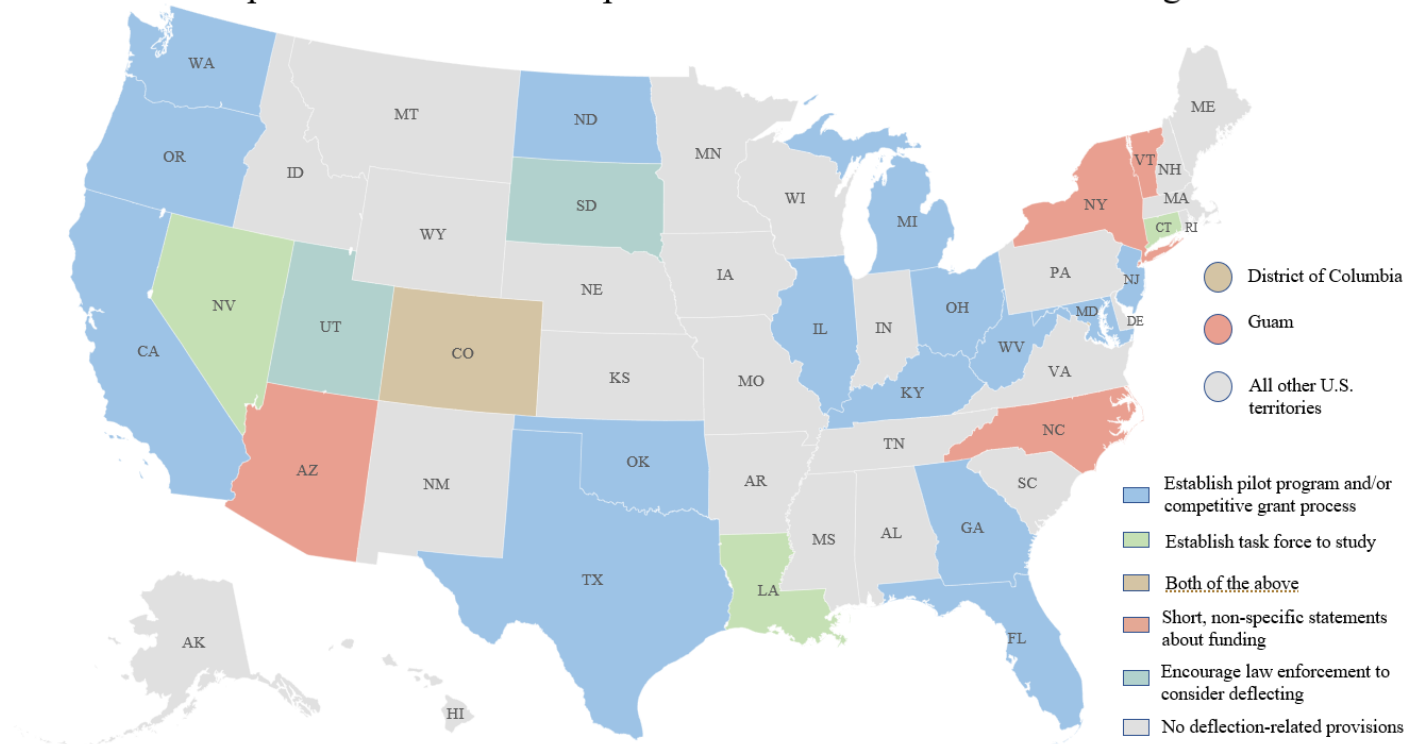 WA
MT
ND
ME
OR
MN
VT
NH
ID
WI
MA
SD
NY
MI
CT
RI
WY
IA
PA
NJ
District of Columbia
NE
NV
OH
MD
DE
Guam
UT
IL
IN
WV
CA
CO
VA
KS
MO
KY
All other U.S.
territories
NC
TN
OK
AZ
NM
AR
SC
Establish pilot program and/or
competitive grant process
GA
MS
AL
Establish task force to study
TX
LA
Both of the above
Short, non-specific statements
about funding
AK
FL
Encourage law enforcement to
consider deflecting
HI
No deflection-related provisions